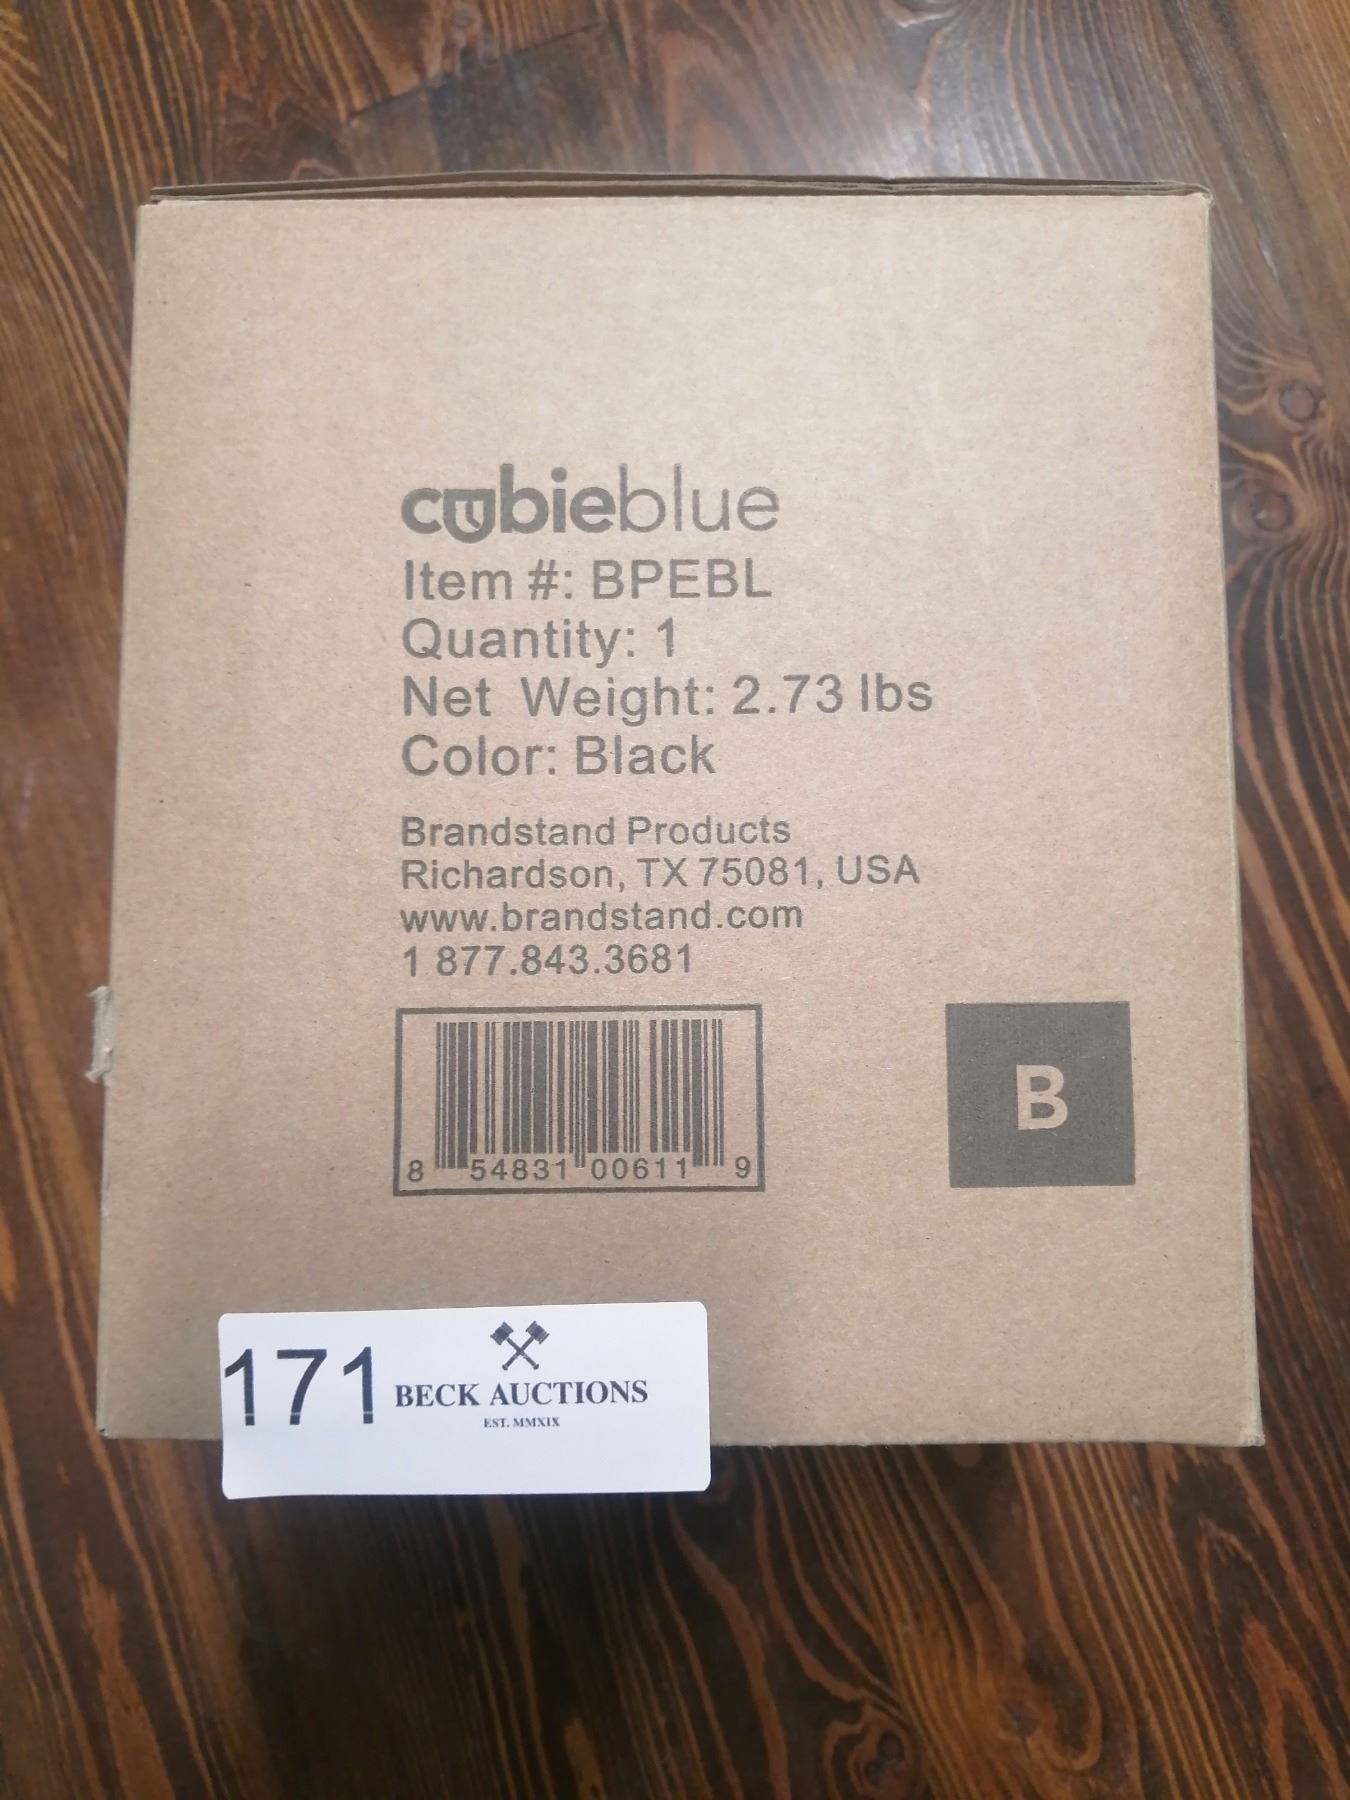 cubieblue
Item #: BPEBL
Quantity: 1
Net Weight: 2.73 lbs
Color: Black
Brandstand Products
Richardson, TX 75081, USA
www.brandstand.com
1 877.843.3681
8 54831 00611 9
B
171
BECK AUCTIONS
EST. MMXIX